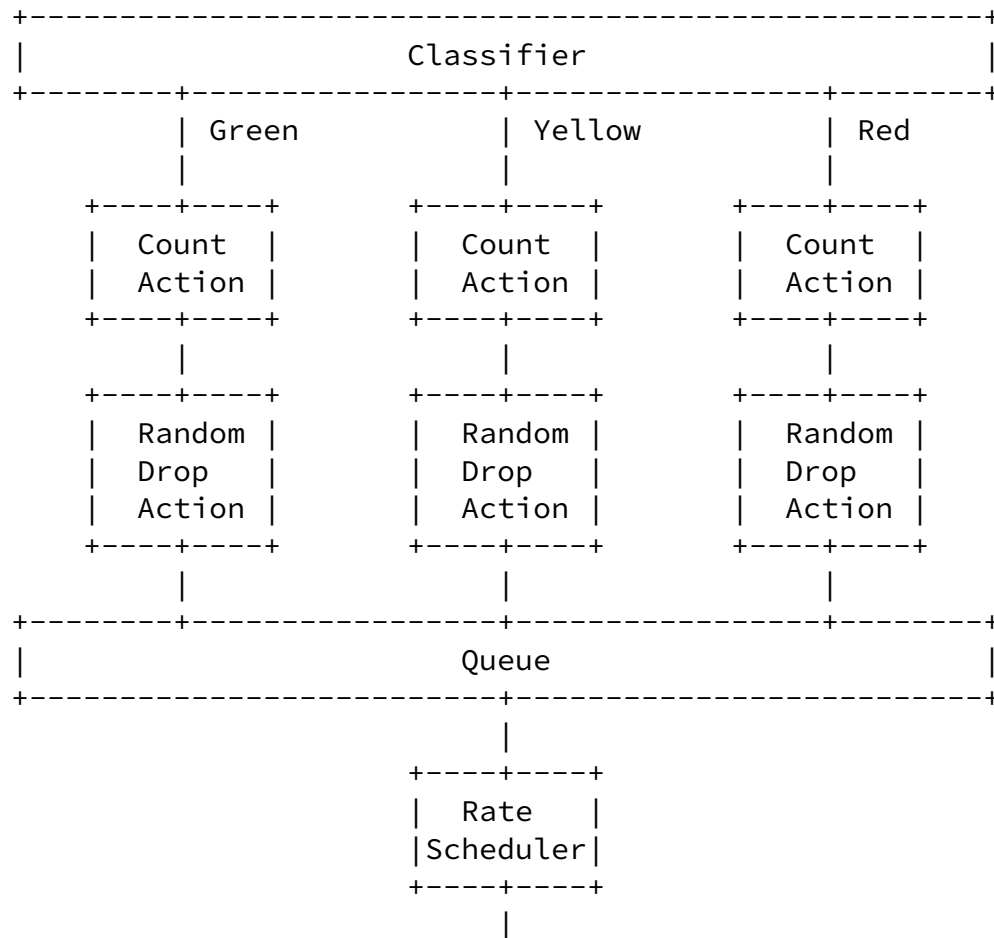 Classifier
Green Yellow Red
Count Count Count
Action Action Action
Random Random Random
Drop Drop Drop
Action Action Action
Queue
Rate
Scheduler